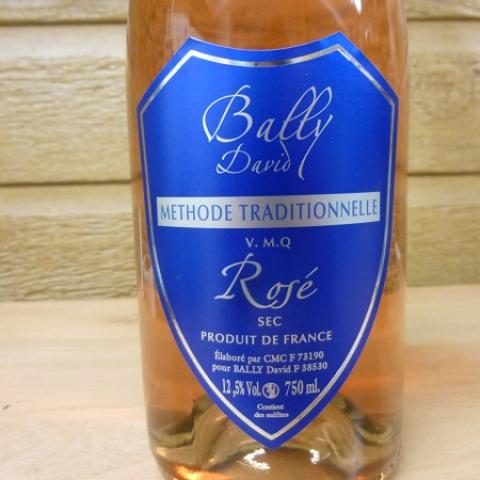 Bally
David
METHODE TRADITIONNELLE
V. M.Q
Rosé
SEC
PRODUIT DE FRANCE
Élaboré par CMC F 73190
pour BALLY David F 38530
12,5% Vol. 750 ml.
Contient
des sulfites